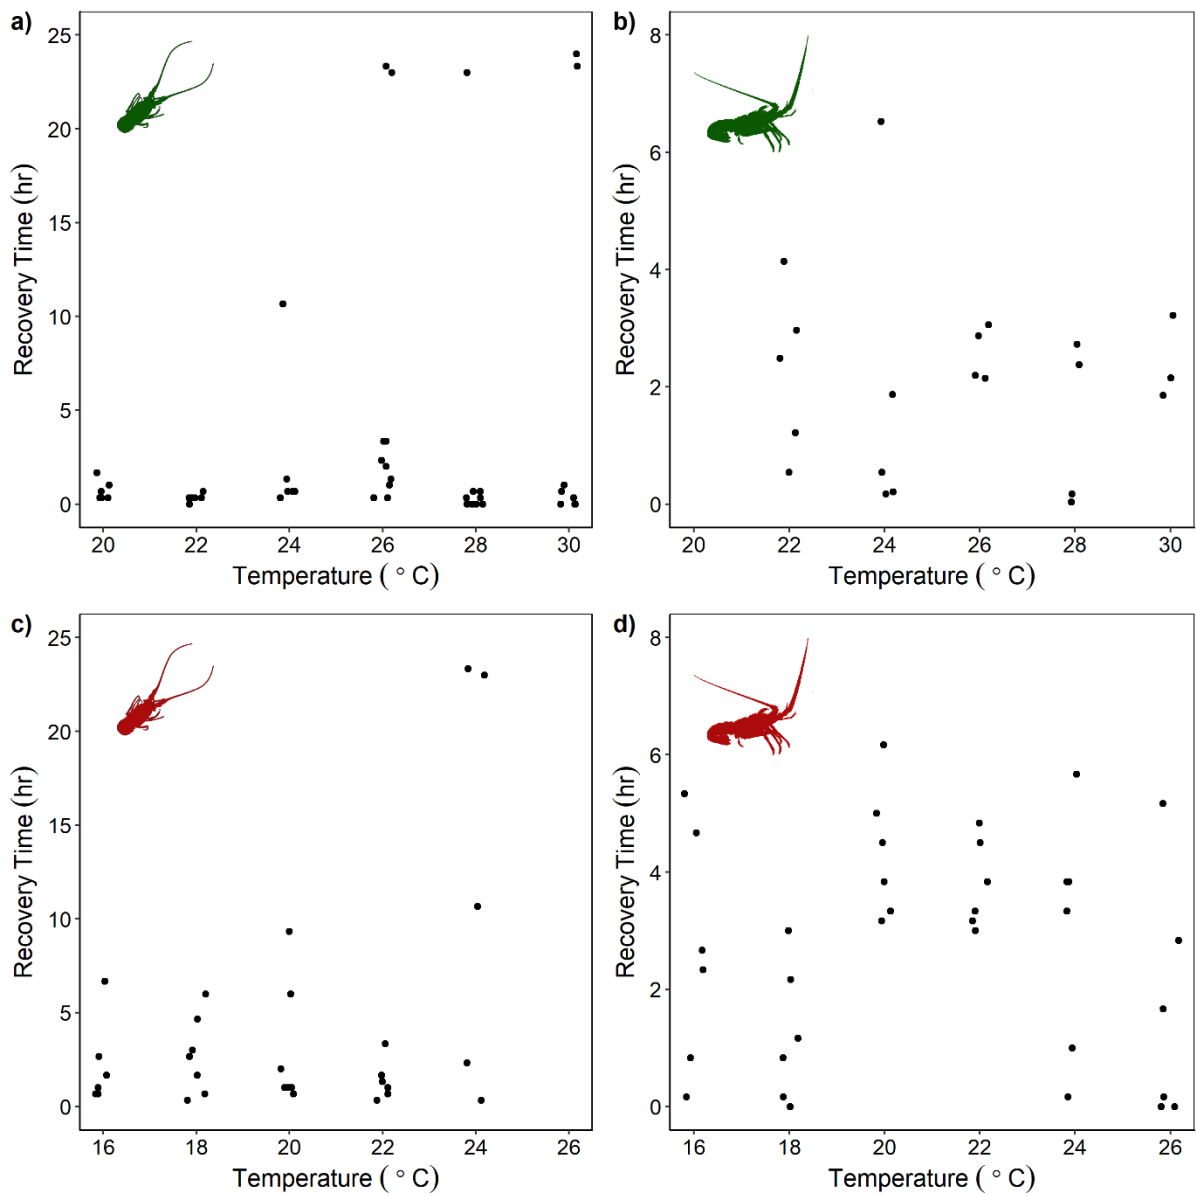 a)
25
20
15
10
5
0
Recovery Time (hr)
20 22 24 26 28 30
Temperature ( ° C)
b)
8
6
4
2
0
Recovery Time (hr)
20 22 24 26 28 30
Temperature ( ° C)
c)
25
20
15
10
5
0
Recovery Time (hr)
16 18 20 22 24 26
Temperature ( ° C)
d)
8
6
4
2
0
Recovery Time (hr)
16 18 20 22 24 26
Temperature ( ° C)